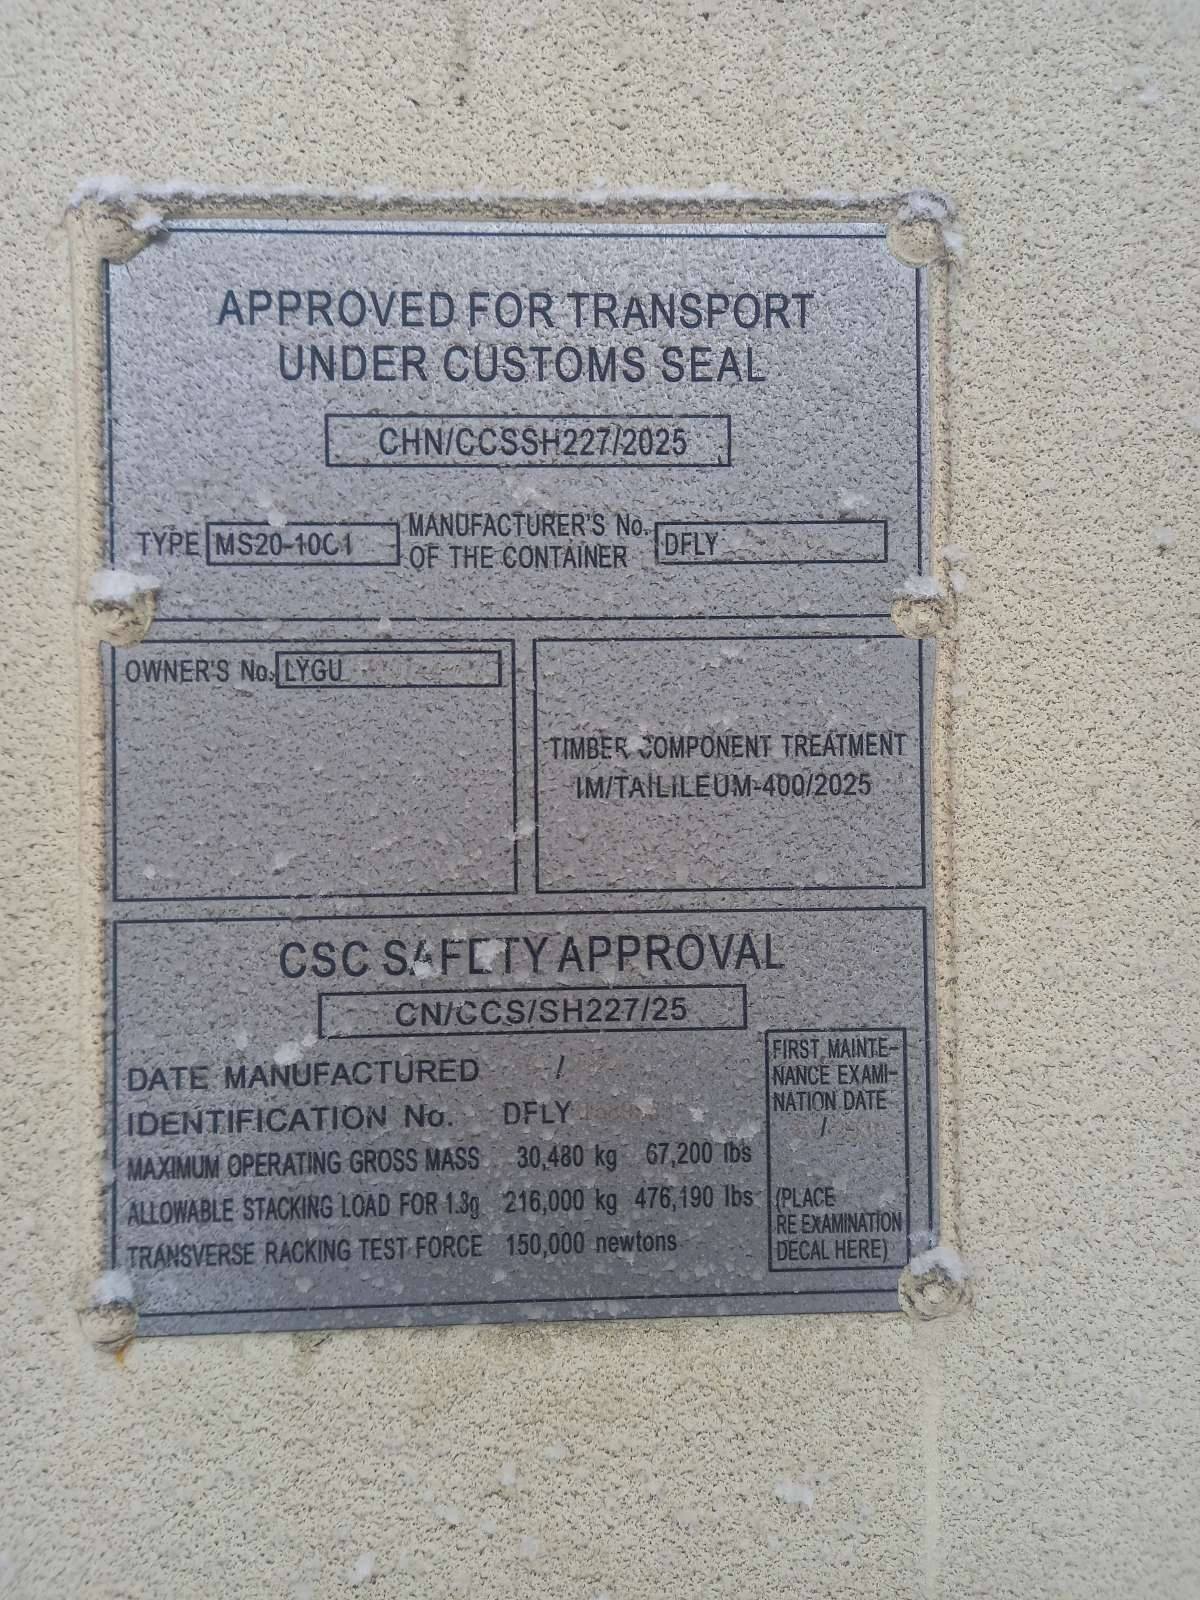 APPROVED FOR TRANSPORT
UNDER CUSTOMS SEAL
CHN/CCSSH227/2025
TYPE MS20-10C1
MANUFACTURER'S No.
OF THE CONTAINER
DFLY
OWNER'S No. LYGU
TIMBER COMPONENT TREATMENT
IM/TAILILEUM-400/2025
CSC SAFETY APPROVAL
CN/CCS/SH227/25
DATE MANUFACTURED /
IDENTIFICATION No. DFLY
MAXIMUM OPERATING GROSS MASS 30,480 kg 67,200 lbs
ALLOWABLE STACKING LOAD FOR 1.8g 216,000 kg 476,190 lbs
TRANSVERSE RACKING TEST FORCE 150,000 newtons
FIRST MAINTE-
NANCE EXAMI-
NATION DATE
/
(PLACE
RE EXAMINATION
DECAL HERE)